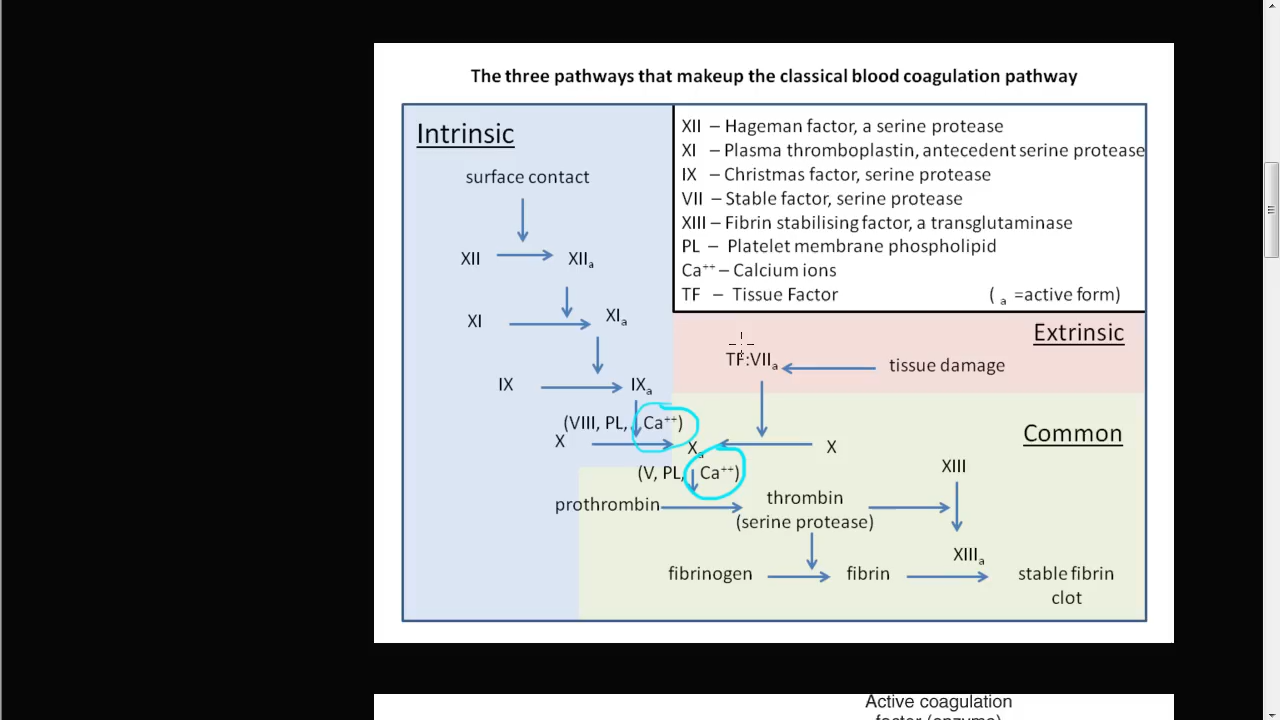 The three pathways that makeup the classical blood coagulation pathway
Intrinsic
surface contact
XII
XIIa
XI
XIa
IX
IXa
(VIII, PL, Ca++)
X
Xa
X
(V, PL, Ca++)
XII – Hageman factor, a serine protease
XI – Plasma thromboplastin, antecedent serine protease
IX – Christmas factor, serine protease
VII – Stable factor, serine protease
XIII – Fibrin stabilising factor, a transglutaminase
PL – Platelet membrane phospholipid
Ca++ – Calcium ions
TF – Tissue Factor ( a =active form)
Extrinsic
TF:VIIa
tissue damage
Common
XIII
prothrombin
thrombin
(serine protease)
XIIIa
fibrinogen
fibrin
stable fibrin
clot
Active coagulation
factor (enzyme)